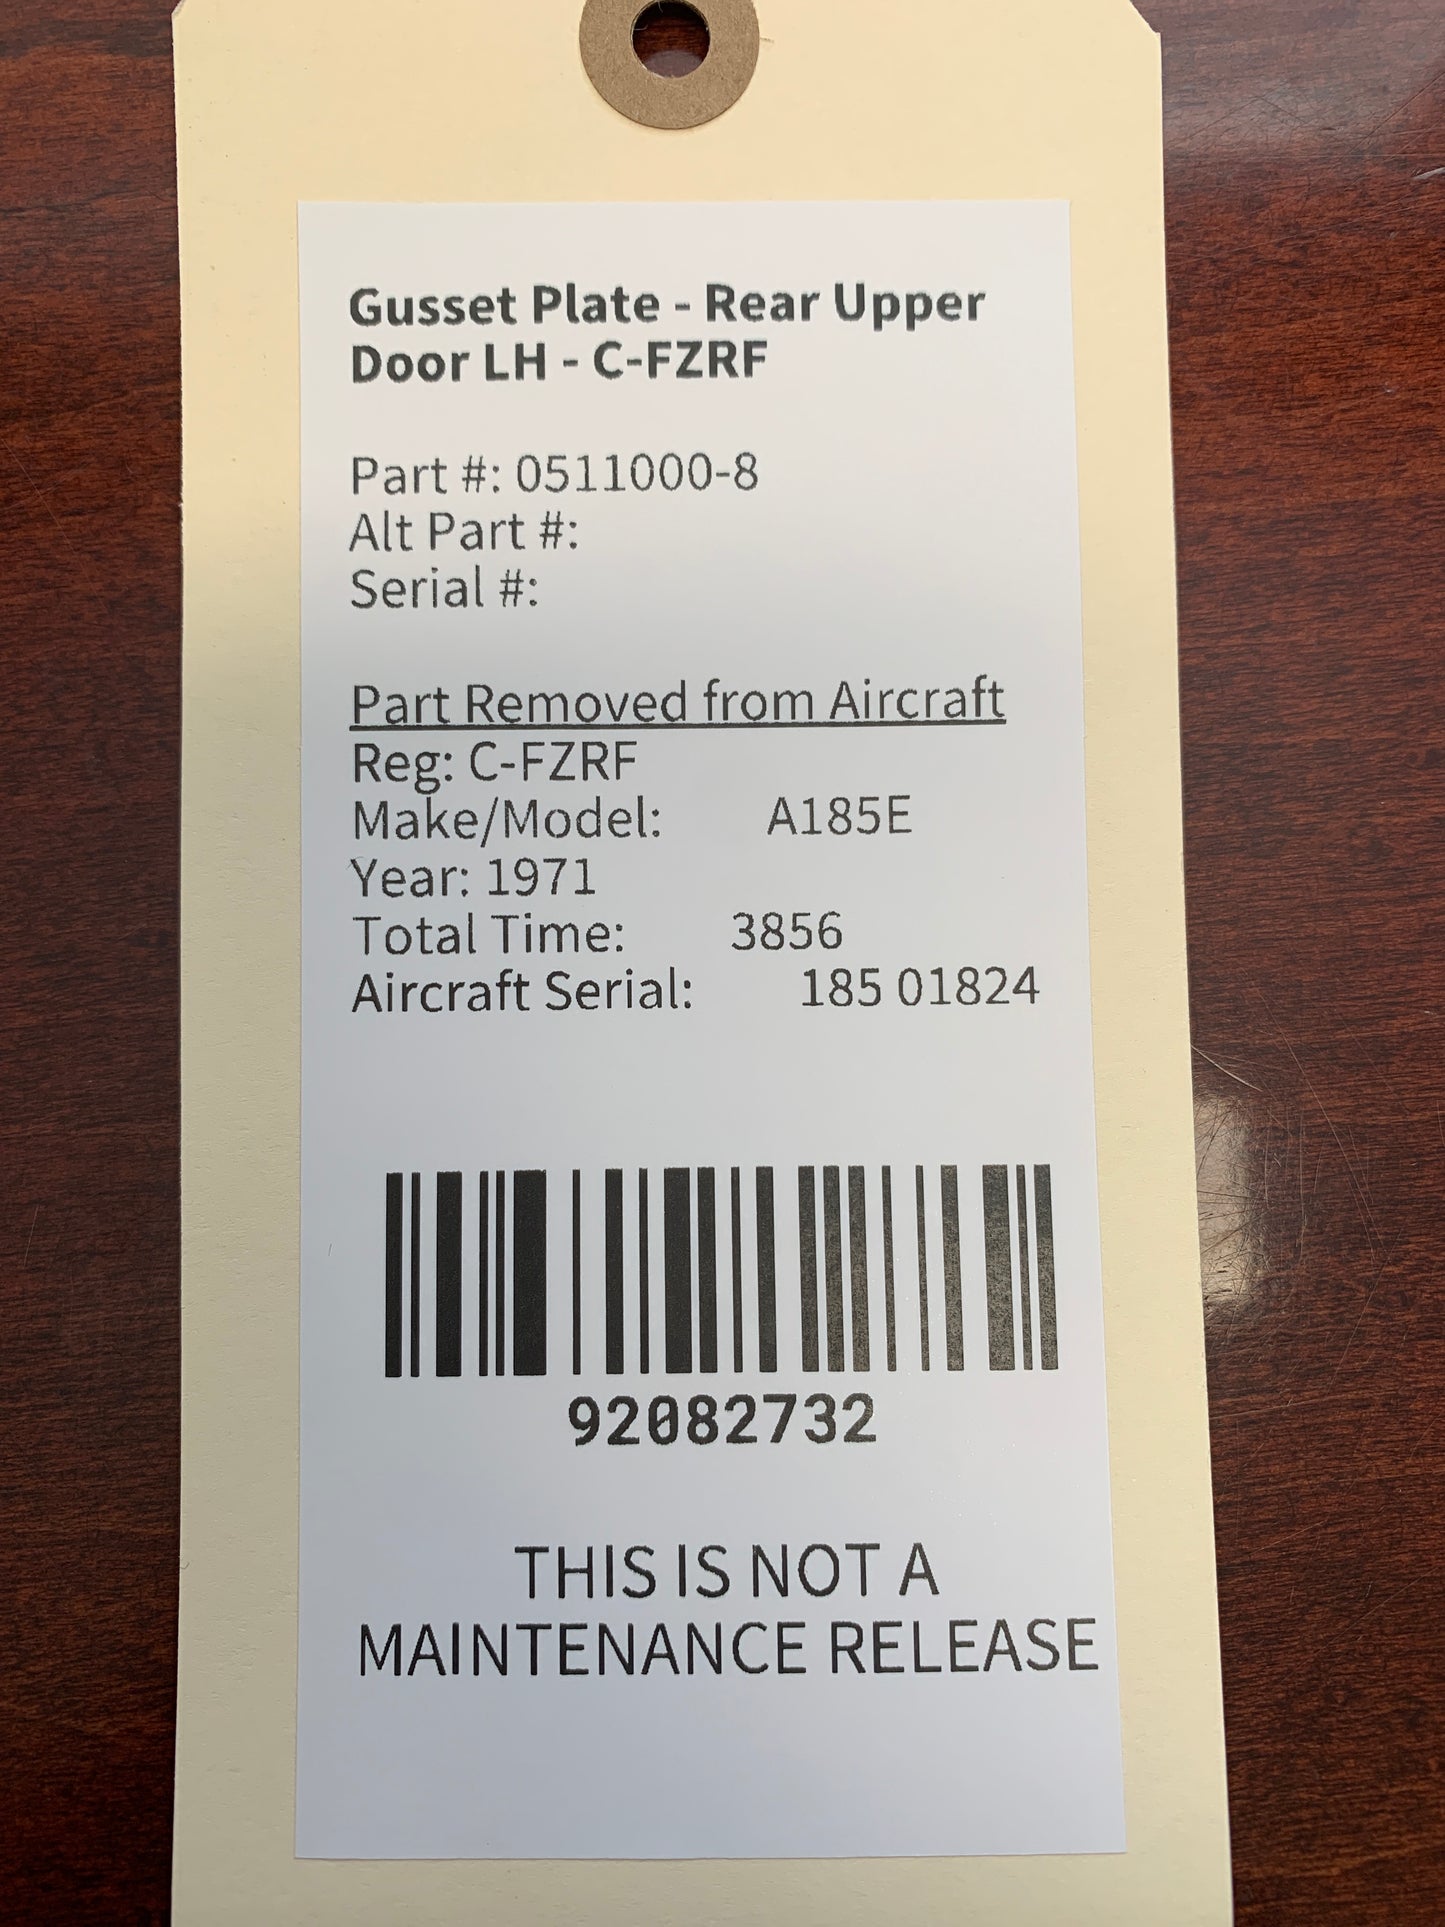 Gusset Plate - Rear Upper
Door LH - C-FZRF
Part #: 0511000-8
Alt Part #:
Serial #:
Part Removed from Aircraft
Reg: C-FZRF
Make/Model: A185E
Year: 1971
Total Time: 3856
Aircraft Serial: 185 01824
92082732
THIS IS NOT A
MAINTENANCE RELEASE